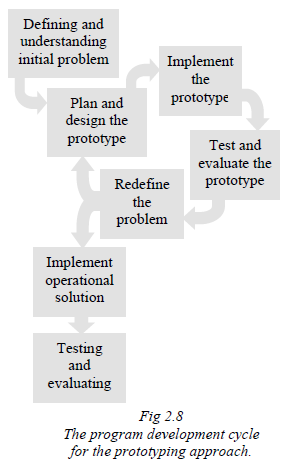 Defining and
understanding
initial problem
Plan and
design the
prototype
Implement
the
prototype
Test and
evaluate the
prototype
Redefine
the
problem
Implement
operational
solution
Testing
and
evaluating
Fig 2.8
The program development cycle
for the prototyping approach.